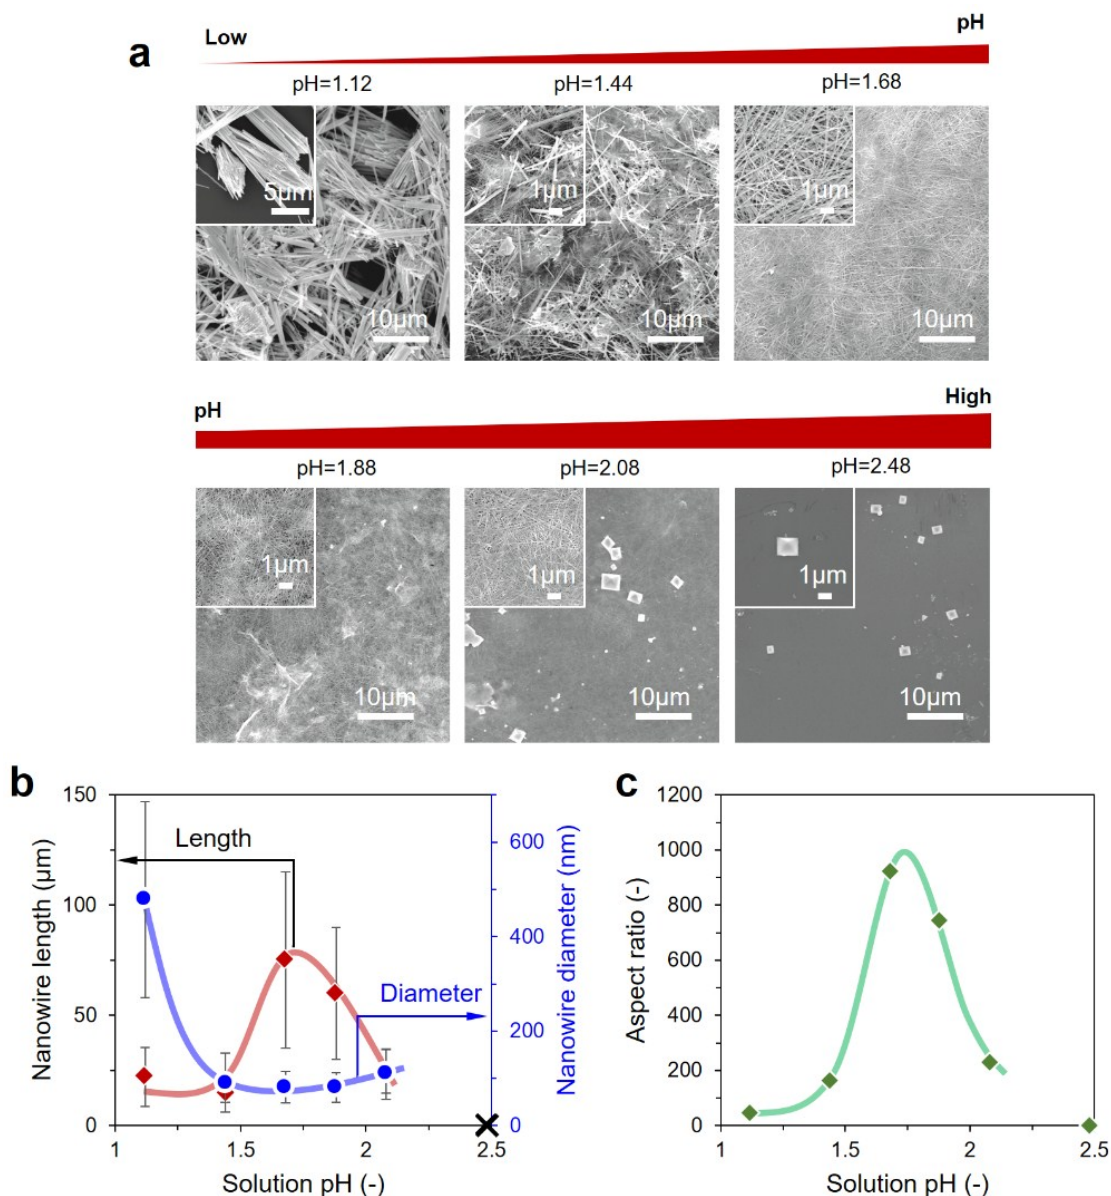 a
Low
pH
pH=1.12
pH=1.44
pH=1.68
5μm
1μm
1μm
10μm
10μm
10μm
pH
High
pH=1.88
pH=2.08
pH=2.48
1μm
1μm
1μm
10μm
10μm
10μm
b
Nanowire length (μm)
150
100
50
0
Length
Diameter
600
400
200
0
Nanowire diameter (nm)
1
1.5
2
2.5
Solution pH (-)
c
Aspect ratio (-)
1200
1000
800
600
400
200
0
1
1.5
2
2.5
Solution pH (-)